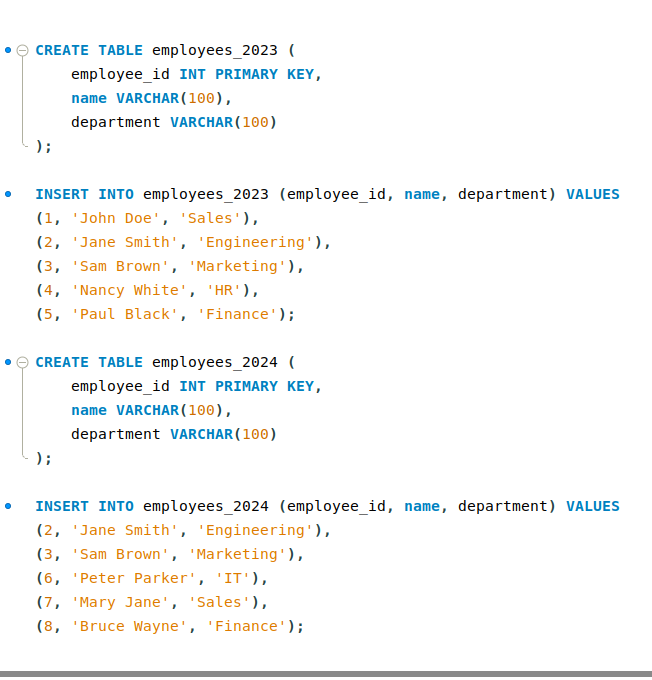 CREATE TABLE employees_2023 (
    employee_id INT PRIMARY KEY,
    name VARCHAR(100),
    department VARCHAR(100)
);
INSERT INTO employees_2023 (employee_id, name, department) VALUES
(1, 'John Doe', 'Sales'),
(2, 'Jane Smith', 'Engineering'),
(3, 'Sam Brown', 'Marketing'),
(4, 'Nancy White', 'HR'),
(5, 'Paul Black', 'Finance');
CREATE TABLE employees_2024 (
    employee_id INT PRIMARY KEY,
    name VARCHAR(100),
    department VARCHAR(100)
);
INSERT INTO employees_2024 (employee_id, name, department) VALUES
(2, 'Jane Smith', 'Engineering'),
(3, 'Sam Brown', 'Marketing'),
(6, 'Peter Parker', 'IT'),
(7, 'Mary Jane', 'Sales'),
(8, 'Bruce Wayne', 'Finance');